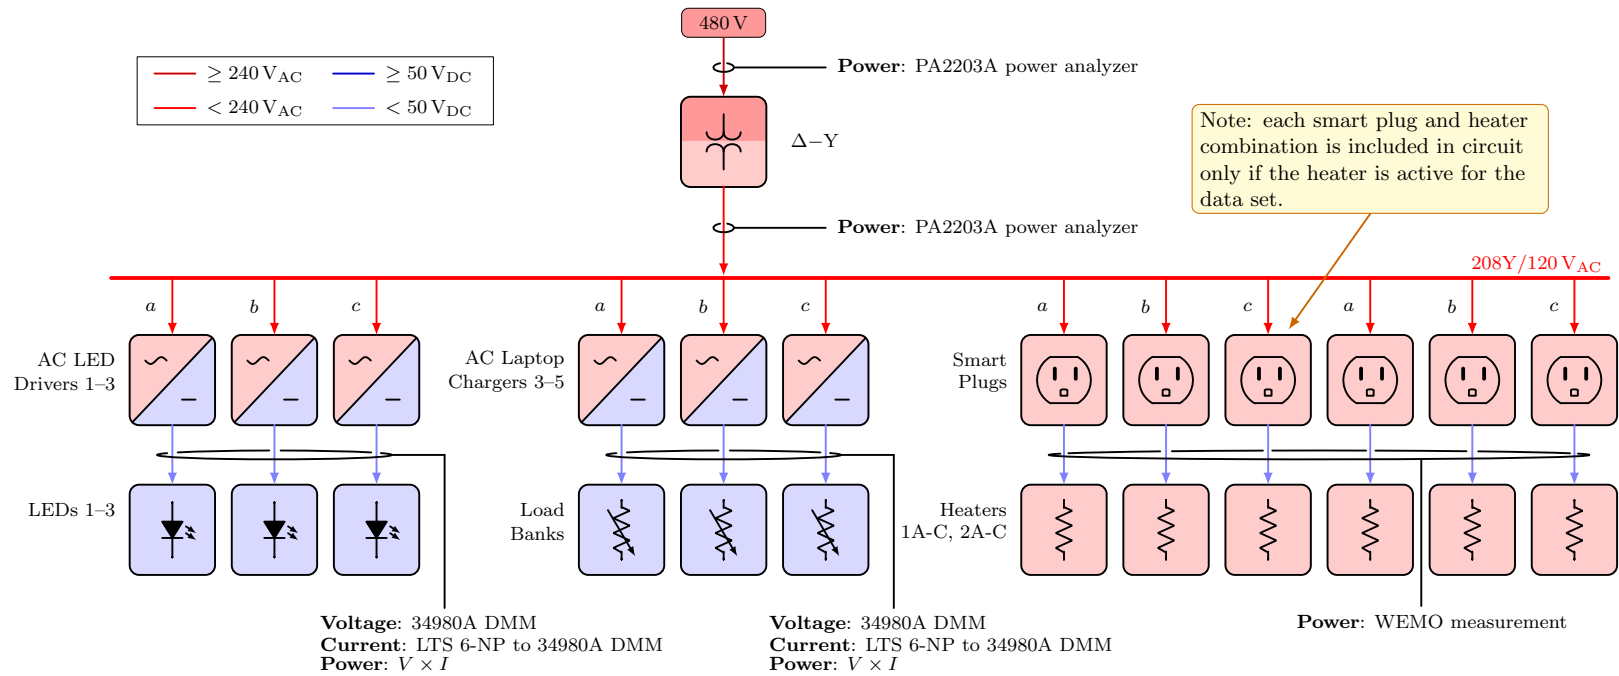 480 V
Power: PA2203A power analyzer
≥ 240 V_AC ≥ 50 V_DC
< 240 V_AC < 50 V_DC
Δ−Y
Note: each smart plug and heater
combination is included in circuit
only if the heater is active for the
data set.
Power: PA2203A power analyzer
208Y/120 V_AC
a b c a b c a b c a b c
AC LED
Drivers 1–3
AC Laptop
Chargers 3–5
Smart
Plugs
LEDs 1–3
Load
Banks
Heaters
1A-C, 2A-C
Voltage: 34980A DMM
Current: LTS 6-NP to 34980A DMM
Power: V × I
Voltage: 34980A DMM
Current: LTS 6-NP to 34980A DMM
Power: V × I
Power: WEMO measurement